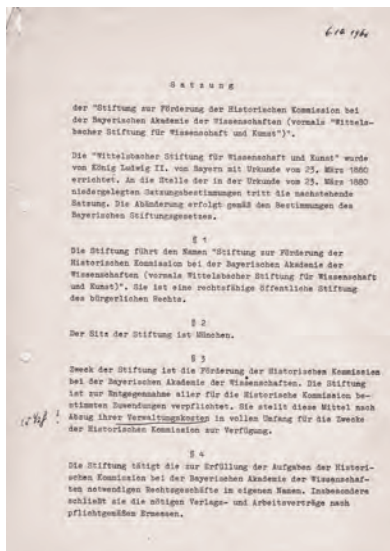 S a t z u n g
der "Stiftung zur Förderung der Historischen Kommission bei
der Bayerischen Akademie der Wissenschaften (vormals "Wittels-
bacher Stiftung für Wissenschaft und Kunst")".
Die "Wittelsbacher Stiftung für Wissenschaft und Kunst" wurde
von König Ludwig II. von Bayern mit Urkunde vom 23. März 1880
errichtet. An die Stelle der in der Urkunde vom 23. März 1880
niedergelegten Satzungsbestimmungen tritt die nachstehende
Satzung. Die Abänderung erfolgt gemäß den Bestimmungen des
Bayerischen Stiftungsgesetzes.
§ 1
Die Stiftung führt den Namen "Stiftung zur Förderung der
Historischen Kommission bei der Bayerischen Akademie der
Wissenschaften (vormals Wittelsbacher Stiftung für Wissenschaft
und Kunst)". Sie ist eine rechtsfähige öffentliche Stiftung
des bürgerlichen Rechts.
§ 2
Der Sitz der Stiftung ist München.
§ 3
Zweck der Stiftung ist die Förderung der Historischen Kommission
bei der Bayerischen Akademie der Wissenschaften. Die Stiftung
ist zur Entgegennahme aller für die Historische Kommission be-
stimmten Zuwendungen verpflichtet. Sie stellt diese Mittel nach
Abzug ihrer Verwaltungskosten in vollem Umfang für die Zwecke
der Historischen Kommission zur Verfügung.
§ 4
Die Stiftung tätigt die zur Erfüllung der Aufgaben der Histori-
schen Kommission bei der Bayerischen Akademie der Wissenschaf-
ten notwendigen Rechtsgeschäfte im eigenen Namen. Insbesondere
schließt sie die nötigen Verlags- und Arbeitsverträge nach
pflichtgemäßem Ermessen.